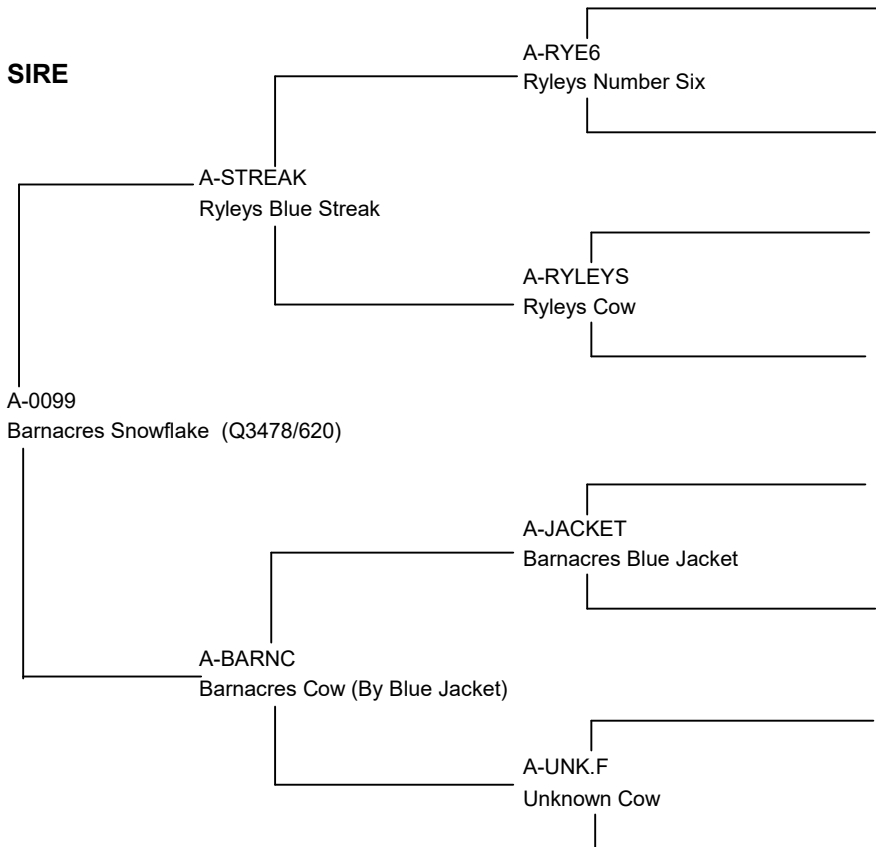 A-RYE6
Ryleys Number Six
SIRE
A-STREAK
Ryleys Blue Streak
A-RYLEYS
Ryleys Cow
A-0099
Barnacres Snowflake (Q3478/620)
A-JACKET
Barnacres Blue Jacket
A-BARNC
Barnacres Cow (By Blue Jacket)
A-UNK.F
Unknown Cow